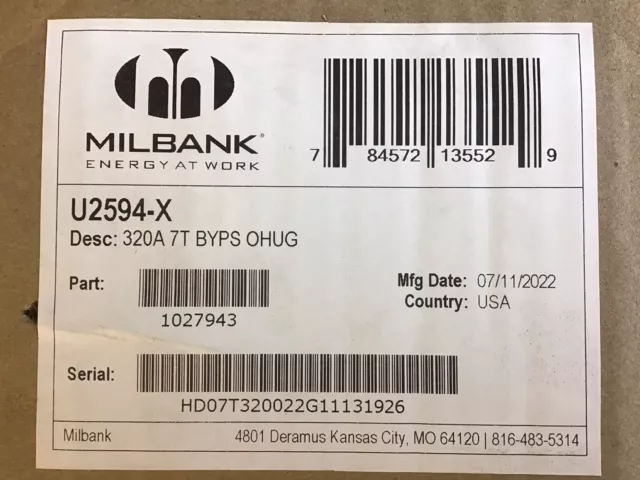 MILBANK®
ENERGY AT WORK
7 84572 13552 9
U2594-X
Desc: 320A 7T BYPS OHUG
Part:
1027943
Mfg Date: 07/11/2022
Country: USA
Serial:
HD07T320022G11131926
Milbank 4801 Deramus Kansas City, MO 64120 | 816-483-5314